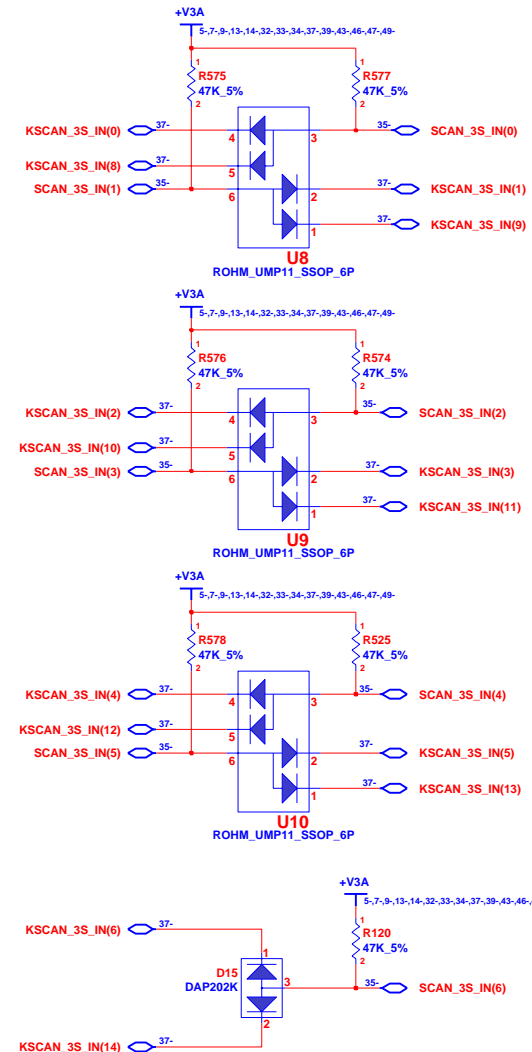 +V3A
5-,7-,9-,13-,14-,32-,33-,34-,37-,39-,43-,46-,47-,49-
1
R575
47K_5%
2
1
R577
47K_5%
2
KSCAN_3S_IN(0) 37- 4 3 35- SCAN_3S_IN(0)
KSCAN_3S_IN(8) 37- 5
SCAN_3S_IN(1) 35- 6 2 37- KSCAN_3S_IN(1)
1 37- KSCAN_3S_IN(9)
U8
ROHM_UMP11_SSOP_6P
+V3A
5-,7-,9-,13-,14-,32-,33-,34-,37-,39-,43-,46-,47-,49-
1
R576
47K_5%
2
1
R574
47K_5%
2
KSCAN_3S_IN(2) 37- 4 3 35- SCAN_3S_IN(2)
KSCAN_3S_IN(10) 37- 5
SCAN_3S_IN(3) 35- 6 2 37- KSCAN_3S_IN(3)
1 37- KSCAN_3S_IN(11)
U9
ROHM_UMP11_SSOP_6P
+V3A
5-,7-,9-,13-,14-,32-,33-,34-,37-,39-,43-,46-,47-,49-
1
R578
47K_5%
2
1
R525
47K_5%
2
KSCAN_3S_IN(4) 37- 4 3 35- SCAN_3S_IN(4)
KSCAN_3S_IN(12) 37- 5
SCAN_3S_IN(5) 35- 6 2 37- KSCAN_3S_IN(5)
1 37- KSCAN_3S_IN(13)
U10
ROHM_UMP11_SSOP_6P
+V3A
5-,7-,9-,13-,14-,32-,33-,34-,37-,39-,43-,46-,
1
R120
47K_5%
2
KSCAN_3S_IN(6) 37-
1
D15
DAP202K
3 35- SCAN_3S_IN(6)
2
KSCAN_3S_IN(14) 37-